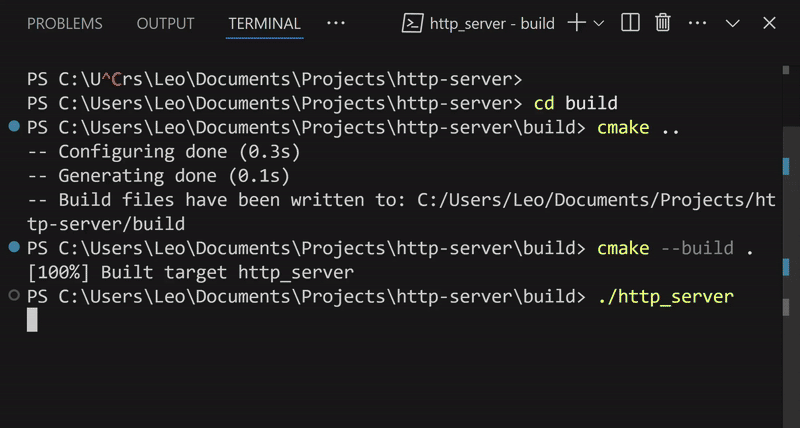 PROBLEMS OUTPUT TERMINAL ... http_server - build
PS C:\U^Crs\Leo\Documents\Projects\http-server>
PS C:\Users\Leo\Documents\Projects\http-server> cd build
PS C:\Users\Leo\Documents\Projects\http-server\build> cmake ..
-- Configuring done (0.3s)
-- Generating done (0.1s)
-- Build files have been written to: C:/Users/Leo/Documents/Projects/ht
tp-server/build
PS C:\Users\Leo\Documents\Projects\http-server\build> cmake --build .
[100%] Built target http_server
PS C:\Users\Leo\Documents\Projects\http-server\build> ./http_server